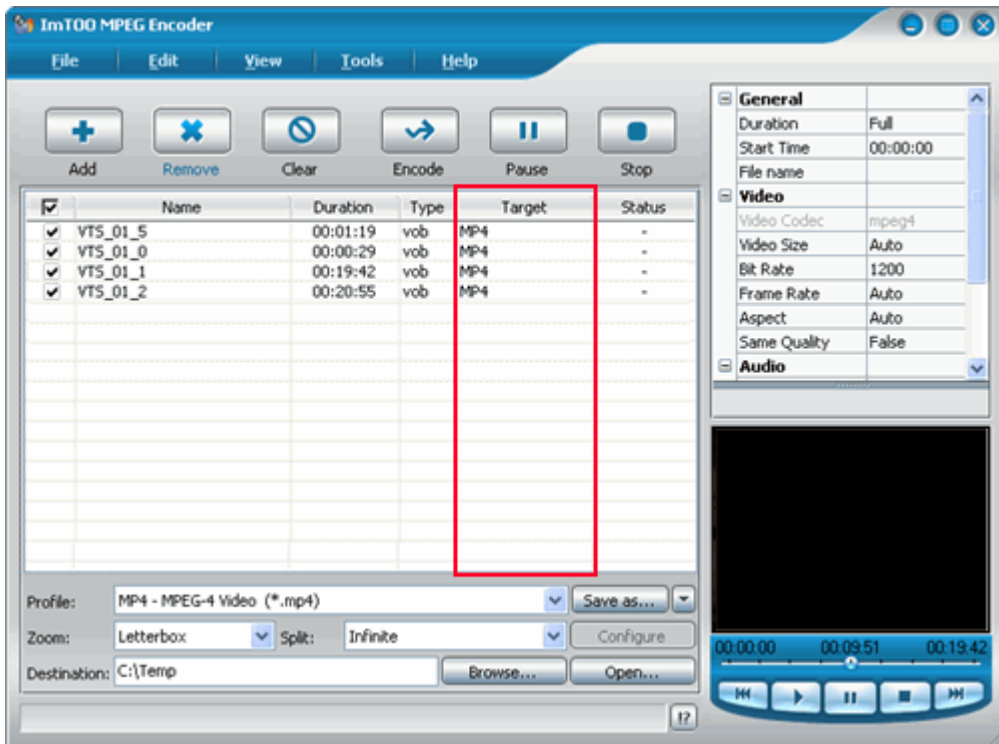 ImTOO MPEG Encoder
File Edit View Tools Help
Add Remove Clear Encode Pause Stop
Name Duration Type Target Status
VTS_01_5 00:01:19 vob MP4 -
VTS_01_0 00:00:29 vob MP4 -
VTS_01_1 00:19:42 vob MP4 -
VTS_01_2 00:20:55 vob MP4 -
Profile: MP4 - MPEG-4 Video (*.mp4) Save as...
Zoom: Letterbox Split: Infinite Configure
Destination: C:\Temp Browse... Open...
!?
General
Duration Full
Start Time 00:00:00
File name
Video
Video Codec mpeg4
Video Size Auto
Bit Rate 1200
Frame Rate Auto
Aspect Auto
Same Quality False
Audio
00:00:00 00:09:51 00:19:42